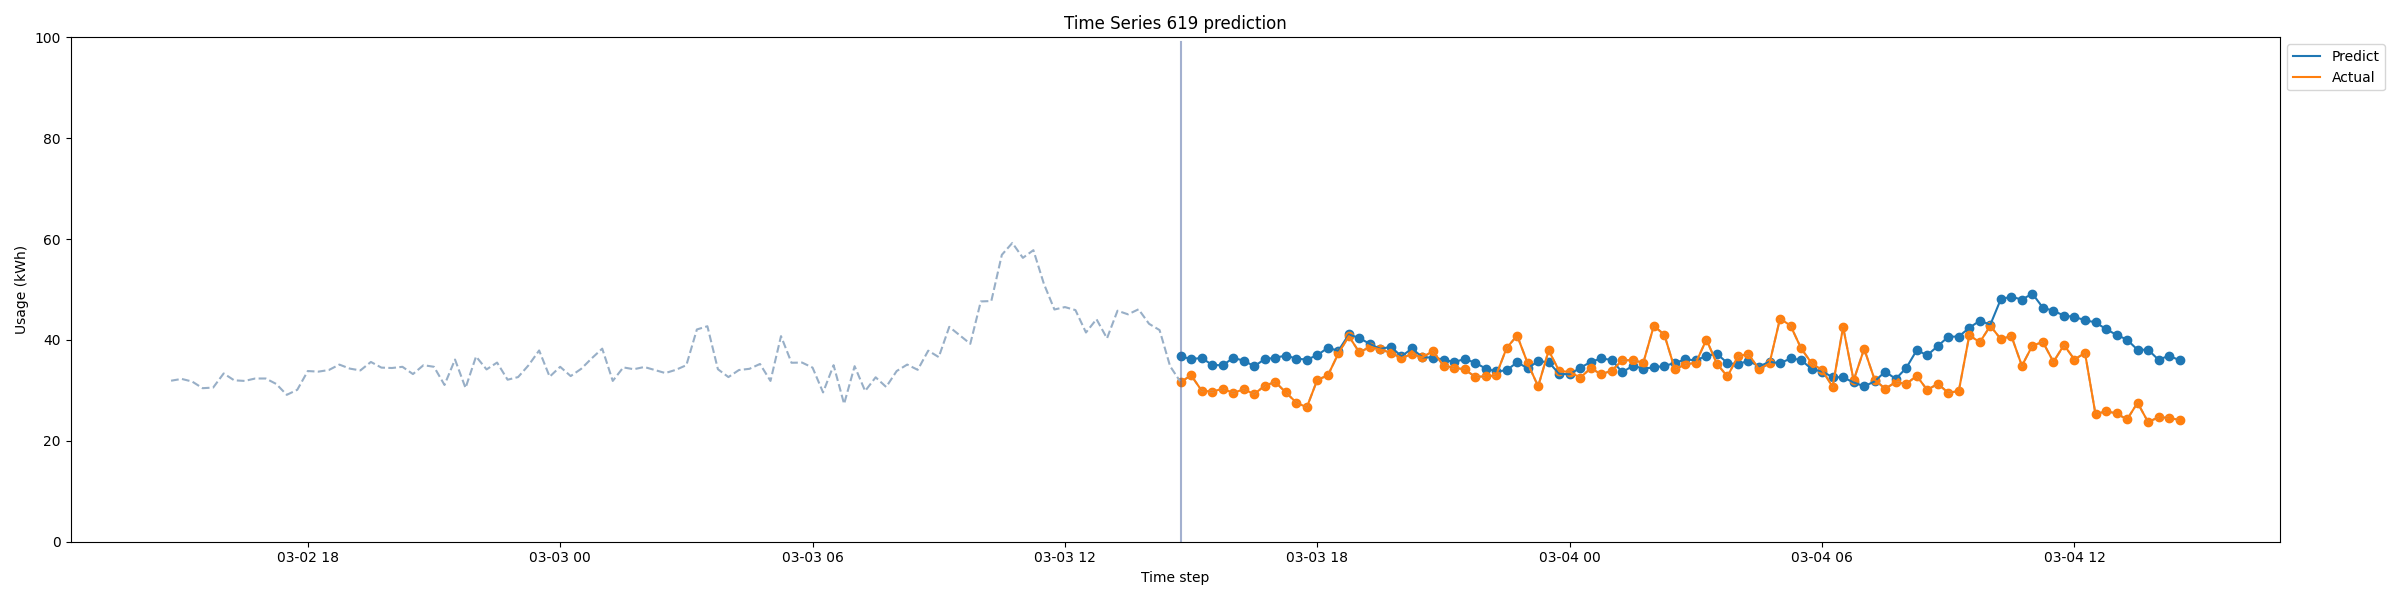 Time Series 619 prediction
Predict
Actual
100
80
60
40
20
0
Usage (kWh)
03-02 18
03-03 00
03-03 06
03-03 12
03-03 18
03-04 00
03-04 06
03-04 12
Time step